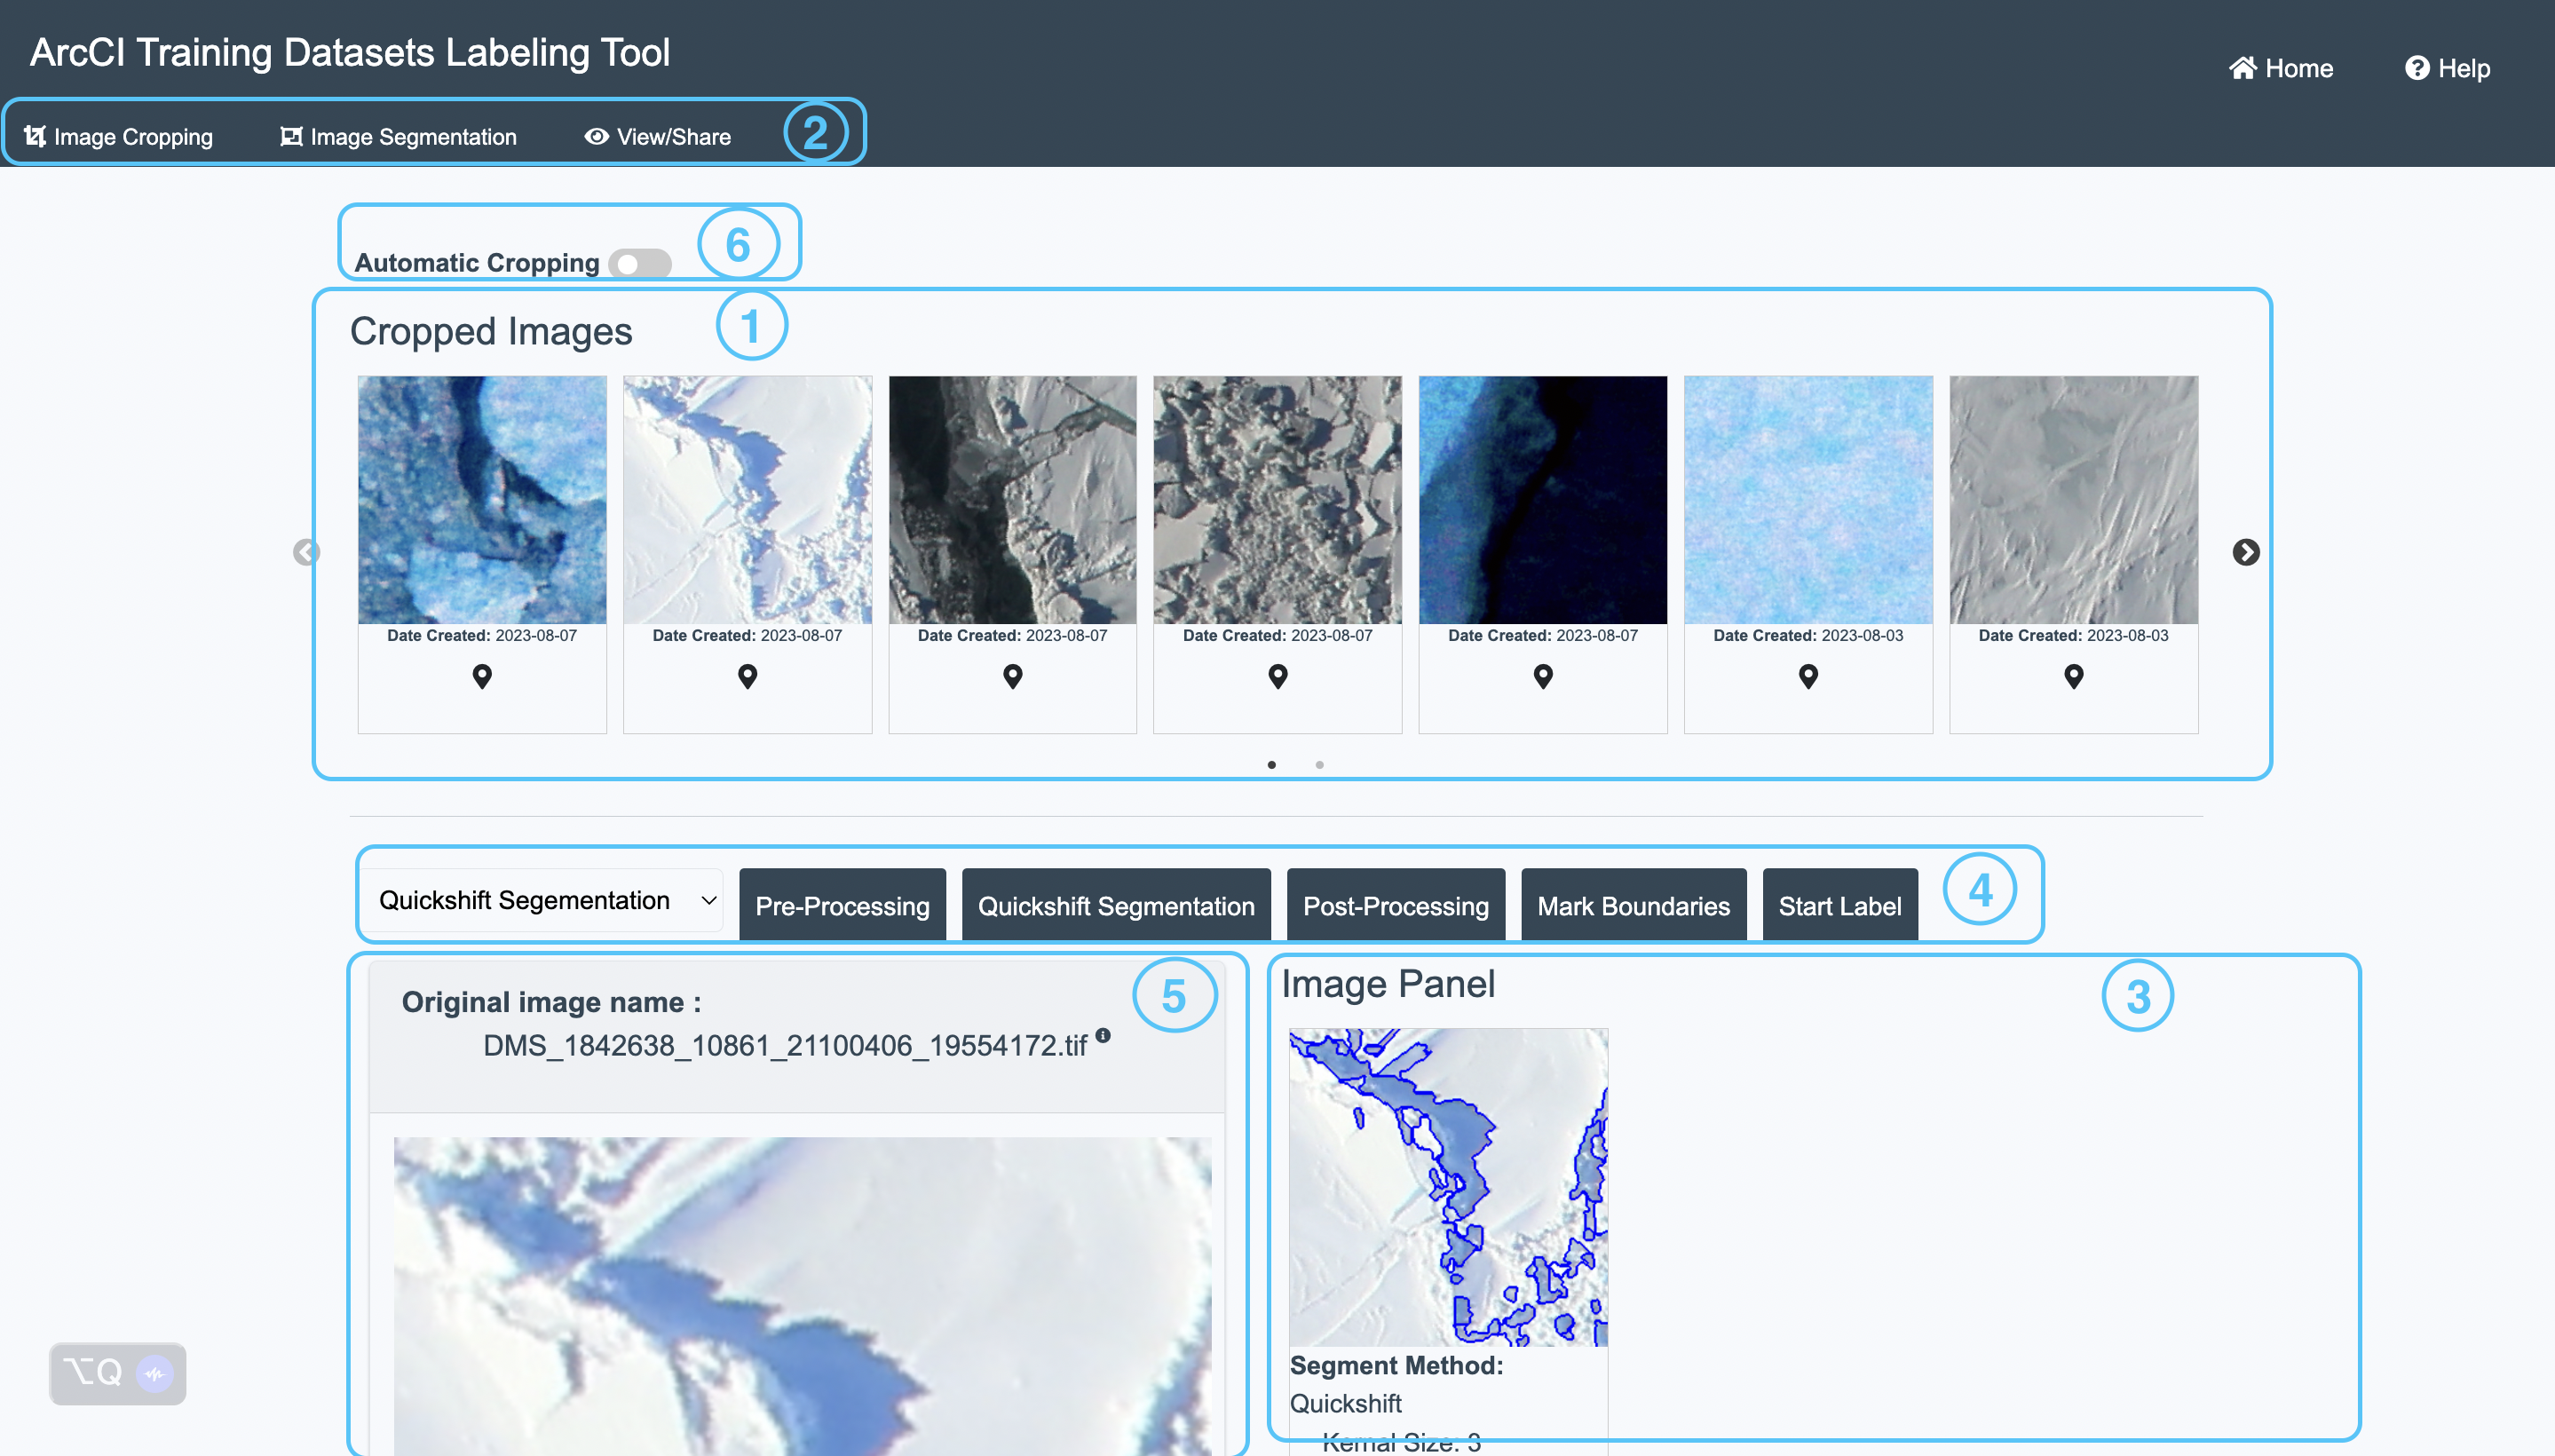 ArcCI Training Datasets Labeling Tool
Home
Help
Image Cropping
Image Segmentation
View/Share
2
Automatic Cropping
6
Cropped Images
1
Date Created: 2023-08-07
Date Created: 2023-08-07
Date Created: 2023-08-07
Date Created: 2023-08-07
Date Created: 2023-08-07
Date Created: 2023-08-03
Date Created: 2023-08-03
Quickshift Segementation
Pre-Processing
Quickshift Segmentation
Post-Processing
Mark Boundaries
Start Label
4
Original image name :
5
DMS_1842638_10861_21100406_19554172.tif
Image Panel
3
Segment Method:
Quickshift
Kernal Size: 3
⌥Q